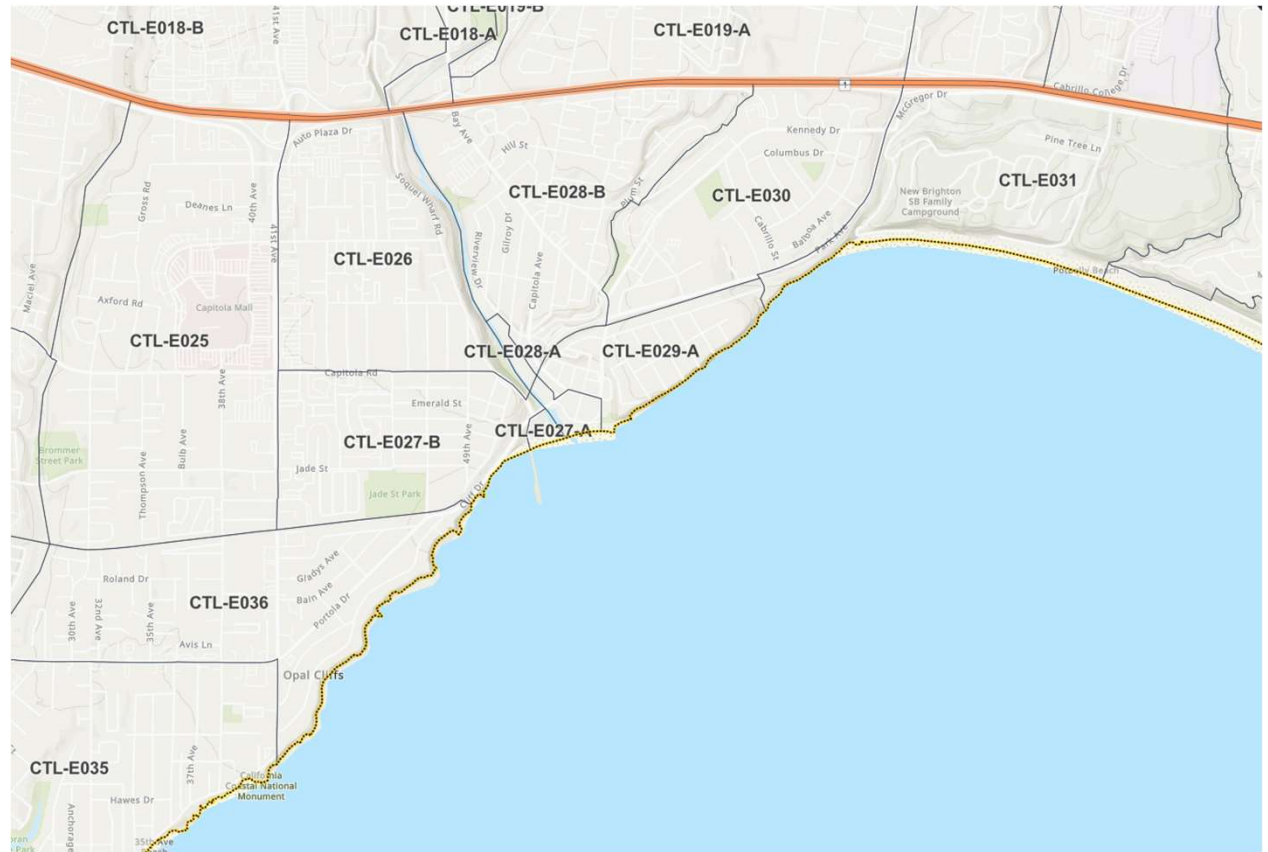 CTL-E018-B
41st Ave
CTL-E019-B
CTL-E018-A
CTL-E019-A
1
Cabrillo College Dr
McGregor Dr
Auto Plaza Dr
Bay Ave
Hill St
Kennedy Dr
Columbus Dr
Pine Tree Ln
CTL-E031
New Brighton
SB Family
Campground
CTL-E028-B
Plum St
CTL-E030
Cabrillo St
Balboa Ave
Park Ave
Gross Rd
Deanes Ln
40th Ave
41st Ave
Soquel Wharf Rd
Riverview Dr
Gilroy Dr
Capitola Ave
CTL-E026
Maciel Ave
Axford Rd
Capitola Mall
CTL-E025
CTL-E028-A
CTL-E029-A
38th Ave
Capitola Rd
Emerald St
CTL-E027-A
CTL-E027-B
49th Ave
Brommer
Street Park
Thompson Ave
Bulb Ave
Jade St
Jade St Park
Cliff Dr
Roland Dr
Gladys Ave
Bain Ave
Portola Dr
CTL-E036
30th Ave
32nd Ave
35th Ave
Avis Ln
Opal Cliffs
CTL-E035
37th Ave
California
Coastal National
Monument
Hawes Dr
Anchorage
35th Ave
Park